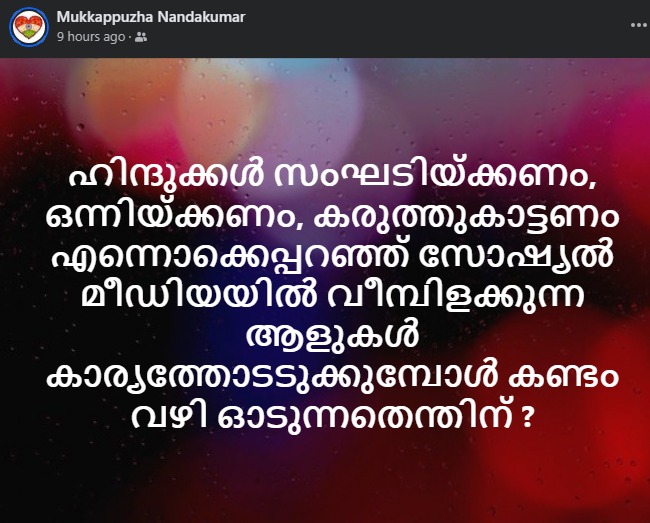 Mukkappuzha Nandakumar
9 hours ago ·
ഹിന്ദുക്കൾ സംഘടിയ്ക്കണം,
ഒന്നിയ്ക്കണം, കരുത്തുകാട്ടണം
എന്നൊക്കെപ്പറഞ്ഞ് സോഷ്യൽ
മീഡിയയിൽ വീമ്പിളക്കുന്ന
ആളുകൾ
കാര്യത്തോടടുക്കുമ്പോൾ കണ്ടം
വഴി ഓടുന്നതെന്തിന് ?